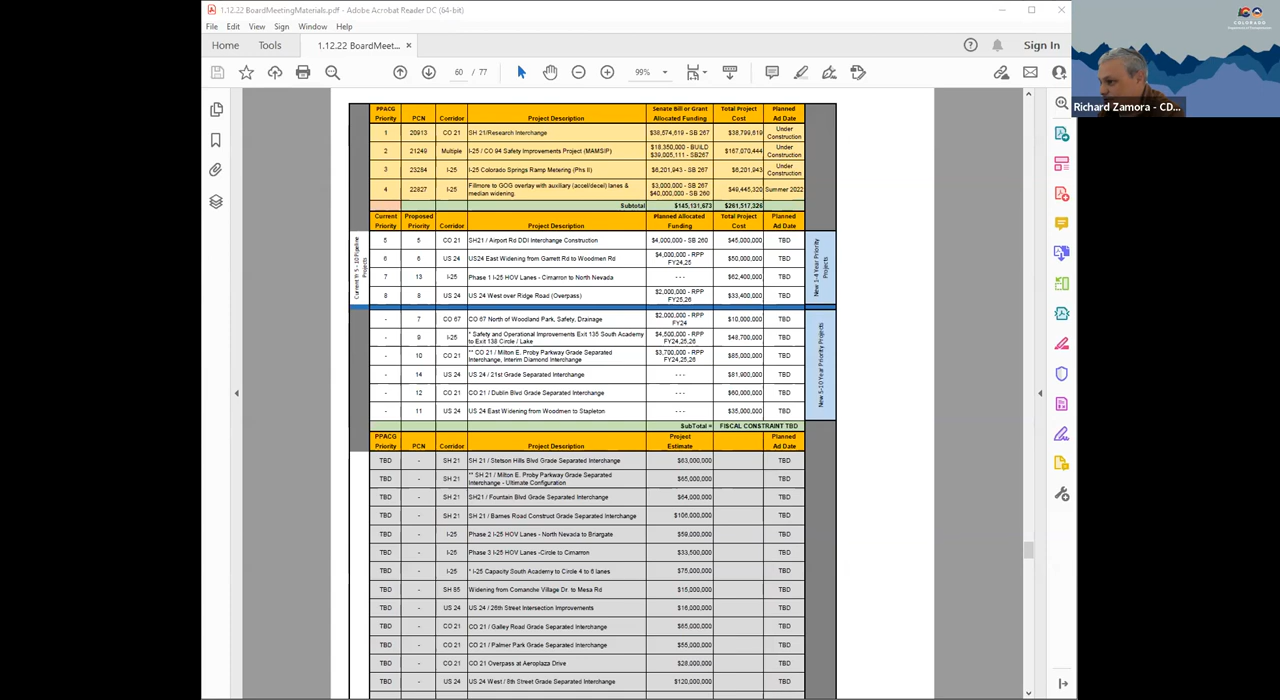 1.12.22 BoardMeetingMaterials.pdf - Adobe Acrobat Reader DC (64-bit)
File Edit View Sign Window Help
Home Tools 1.12.22 BoardMeet... × Sign In
60 / 77 99%
COLORADO
Richard Zamora - CD...
PPACG Priority PCN Corridor Project Description Senate Bill or Grant Allocated Funding Total Project Cost Planned Ad Date
1 20913 CO 21 SH 21/Research Interchange $38,574,619 - SB 267 $38,799,619 Under Construction
2 21249 Multiple I-25 / CO 94 Safety Improvements Project (MAMSIP) $18,350,000 - BUILD $39,005,111 - SB267 $167,070,444 Under Construction
3 23284 I-25 I-25 Colorado Springs Ramp Metering (Phs II) $6,201,943 - SB 267 $6,201,943 Under Construction
4 22827 I-25 Fillmore to GOG overlay with auxiliary (accel/decel) lanes & median widening. $3,000,000 - SB 267 $40,000,000 - SB 260 $49,445,320 Summer 2022
Subtotal $145,131,673 $261,517,326
Current Priority Proposed Priority Corridor Project Description Planned Allocated Funding Total Project Cost Planned Ad Date
Current Yr 5 - 10 Pipeline Projects
New 1-4 Year Priority Projects
5 5 CO 21 SH21 / Airport Rd DDI Interchange Construction $4,000,000 - SB 260 $45,000,000 TBD
6 6 US 24 US24 East Widening from Garrett Rd to Woodmen Rd $4,000,000 - RPP FY24,25 $50,000,000 TBD
7 13 I-25 Phase 1 I-25 HOV Lanes - Cimarron to North Nevada - - - $62,400,000 TBD
8 8 US 24 US 24 West over Ridge Road (Overpass) $2,000,000 - RPP FY25,26 $33,400,000 TBD
New 5-10 Year Priority Projects
- 7 CO 67 CO 67 North of Woodland Park, Safety, Drainage $2,000,000 - RPP FY24 $10,000,000 TBD
- 9 I-25 * Safety and Operational Improvements Exit 135 South Academy to Exit 138 Circle / Lake $4,500,000 - RPP FY24,25,26 $48,700,000 TBD
- 10 CO 21 ** CO 21 / Milton E. Proby Parkway Grade Separated Interchange, Interim Diamond Interchange $3,700,000 - RPP FY24,25,26 $85,000,000 TBD
- 14 US 24 US 24 / 21st Grade Separated Interchange - - - $81,900,000 TBD
- 12 CO 21 CO 21 / Dublin Blvd Grade Separated Interchange - - - $60,000,000 TBD
- 11 US 24 US 24 East Widening from Woodmen to Stapleton - - - $35,000,000 TBD
SubTotal = FISCAL CONSTRAINT TBD
PPACG Priority PCN Corridor Project Description Project Estimate Planned Ad Date
TBD - SH 21 SH 21 / Stetson Hills Blvd Grade Separated Interchange $63,000,000 TBD
TBD - SH 21 ** SH 21 / Milton E. Proby Parkway Grade Separated Interchange - Ultimate Configuration $65,000,000 TBD
TBD - SH 21 SH21 / Fountain Blvd Grade Separated Interchange $64,000,000 TBD
TBD - SH 21 SH 21 / Barnes Road Construct Grade Separated Interchange $106,000,000 TBD
TBD - I-25 Phase 2 I-25 HOV Lanes - North Nevada to Briargate $59,000,000 TBD
TBD - I-25 Phase 3 I-25 HOV Lanes -Circle to Cimarron $33,500,000 TBD
TBD - I-25 * I-25 Capacity South Academy to Circle 4 to 6 lanes $75,000,000 TBD
TBD - SH 85 Widening from Comanche Village Dr. to Mesa Rd $15,000,000 TBD
TBD - US 24 US 24 / 26th Street Intersection Improvements $16,000,000 TBD
TBD - CO 21 CO 21 / Galley Road Grade Separated Interchange $65,000,000 TBD
TBD - CO 21 CO 21 / Palmer Park Grade Separated Interchange $55,000,000 TBD
TBD - CO 21 CO 21 Overpass at Aeroplaza Drive $28,000,000 TBD
TBD - US 24 US 24 West / 8th Street Grade Separated Interchange $120,000,000 TBD